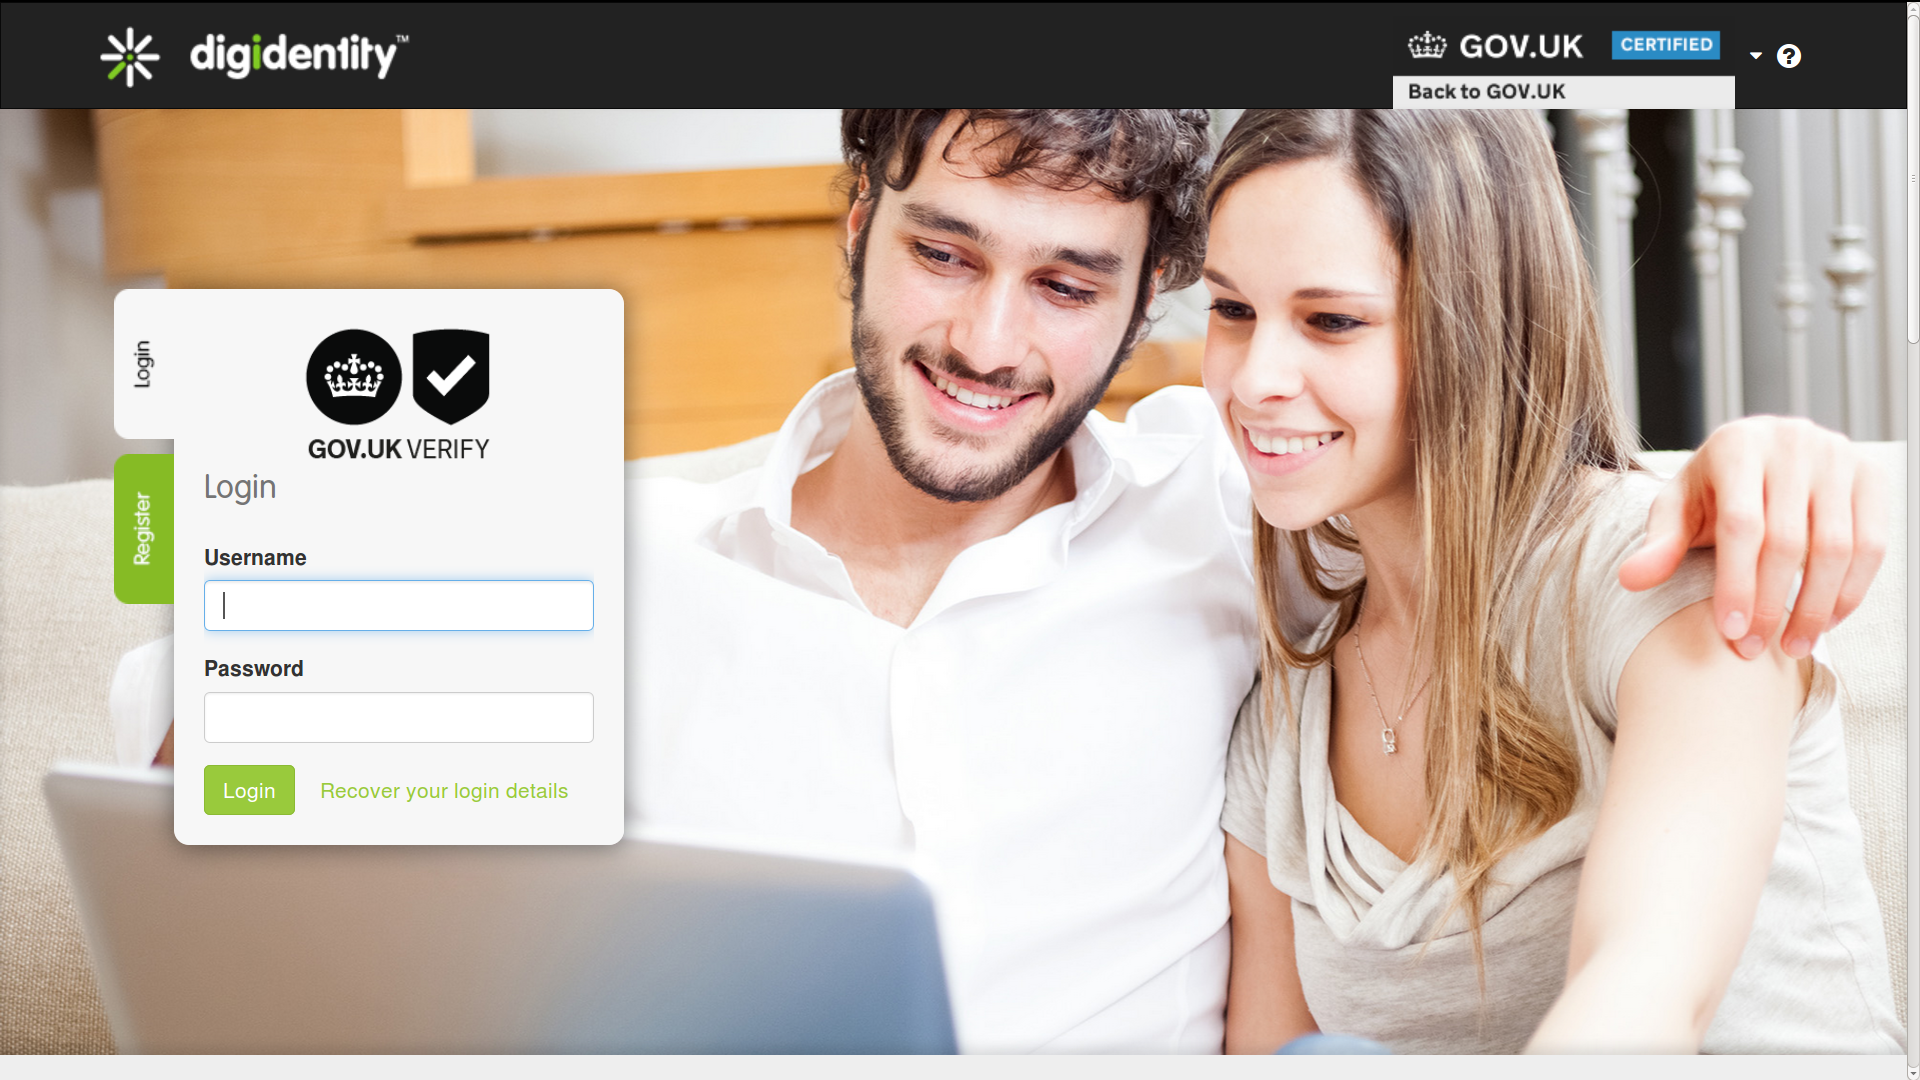 digidentity™
GOV.UK CERTIFIED
Back to GOV.UK
Login
Register
GOV.UK VERIFY
Login
Username
Password
Login Recover your login details